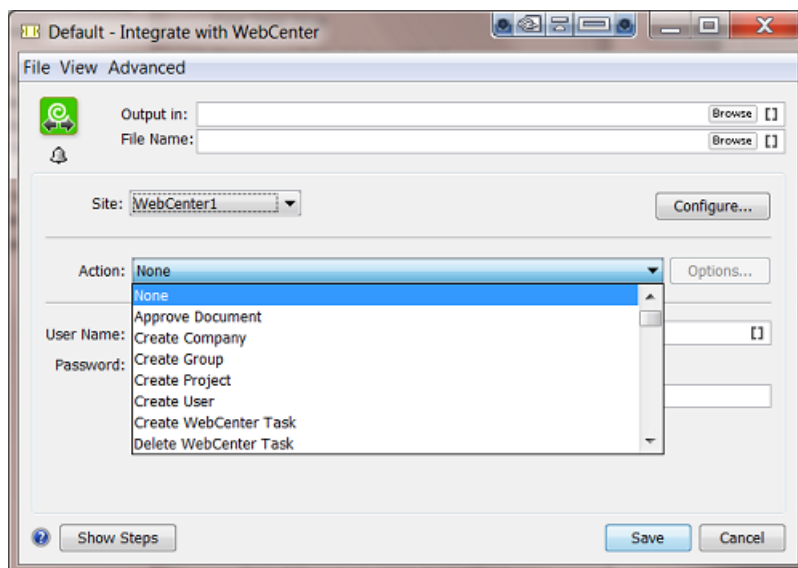 Default - Integrate with WebCenter
File View Advanced
Output in: Browse []
File Name: Browse []
Site: WebCenter1 Configure...
Action: None Options...
None
Approve Document
Create Company
Create Group
Create Project
Create User
Create WebCenter Task
Delete WebCenter Task
User Name: []
Password:
? Show Steps Save Cancel